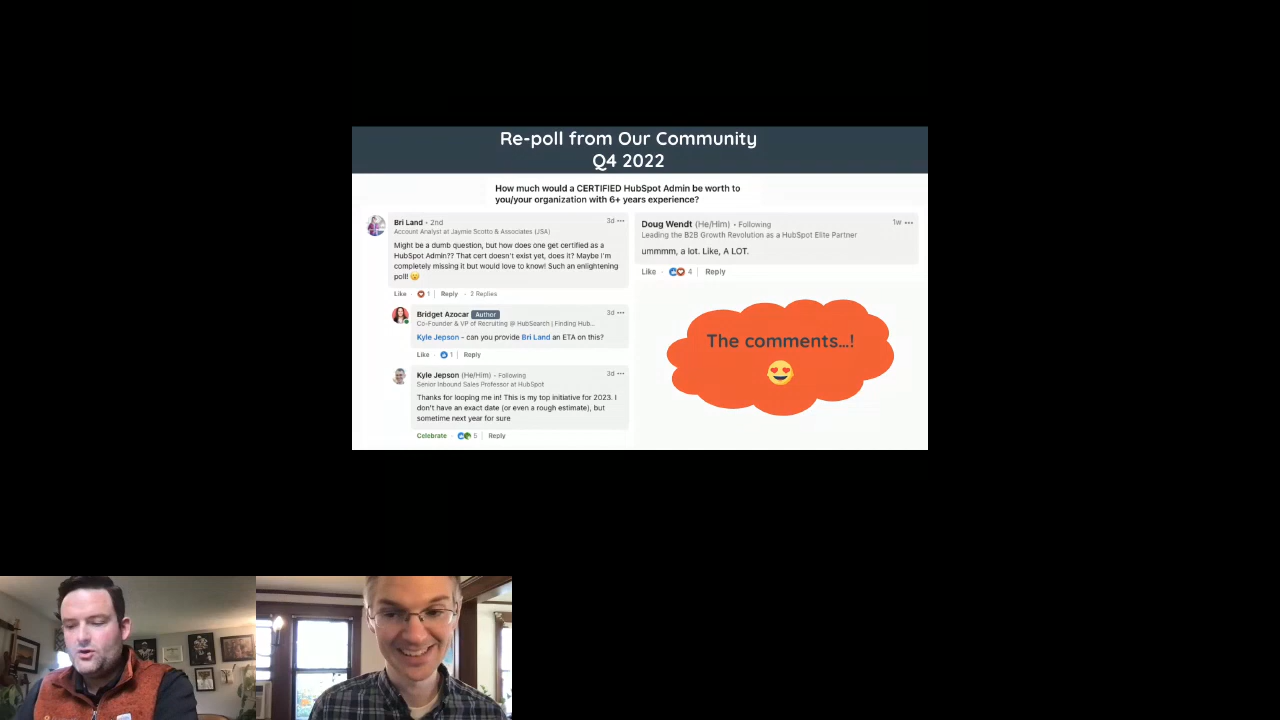 Re-poll from Our Community
Q4 2022
How much would a CERTIFIED HubSpot Admin be worth to
you/your organization with 6+ years experience?
Bri Land • 2nd
3d •••
Account Analyst at Jaymie Scotto & Associates (JSA)
Might be a dumb question, but how does one get certified as a
HubSpot Admin?? That cert doesn't exist yet, does it? Maybe I'm
completely missing it but would love to know! Such an enlightening
poll!
Like · 1 | Reply · 2 Replies
Bridget Azocar Author
3d •••
Co-Founder & VP of Recruiting @ HubSearch | Finding Hub...
Kyle Jepson - can you provide Bri Land an ETA on this?
Like · 1 | Reply
Kyle Jepson (He/Him) • Following
3d •••
Senior Inbound Sales Professor at HubSpot
Thanks for looping me in! This is my top initiative for 2023. I
don't have an exact date (or even a rough estimate), but
sometime next year for sure
Celebrate · 5 | Reply
Doug Wendt (He/Him) • Following
1w •••
Leading the B2B Growth Revolution as a HubSpot Elite Partner
ummmm, a lot. Like, A LOT.
Like · 4 | Reply
The comments...!